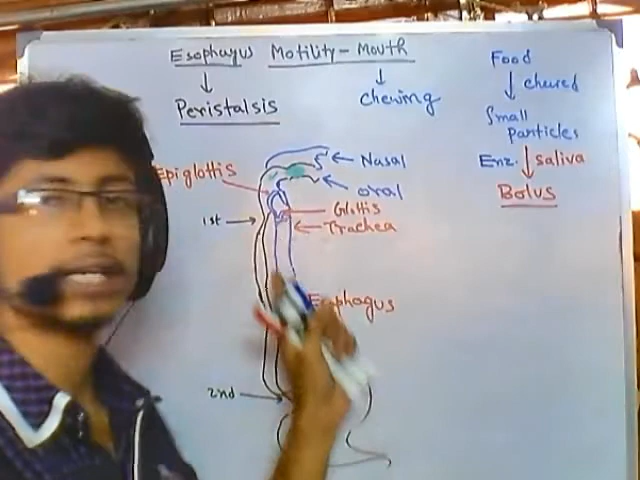 Esophagus Motility - Mouth
Peristalsis
chewing
Food
chewed
Small
Particles
Enz. saliva
Bolus
Nasal
Epiglottis
oral
Glottis
1st
Trachea
Esophagus
2nd